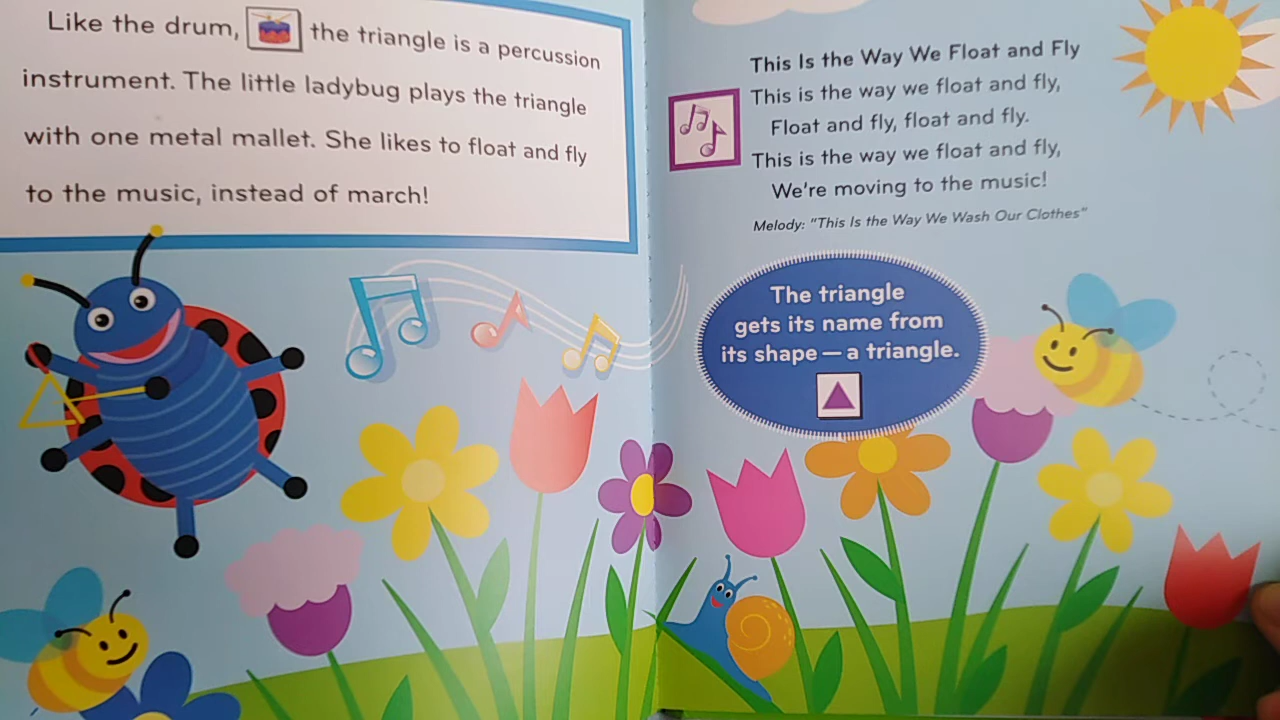 Like the drum, the triangle is a percussion
instrument. The little ladybug plays the triangle
with one metal mallet. She likes to float and fly
to the music, instead of march!
This Is the Way We Float and Fly
This is the way we float and fly,
Float and fly, float and fly.
This is the way we float and fly,
We're moving to the music!
Melody: "This Is the Way We Wash Our Clothes"
The triangle
gets its name from
its shape — a triangle.